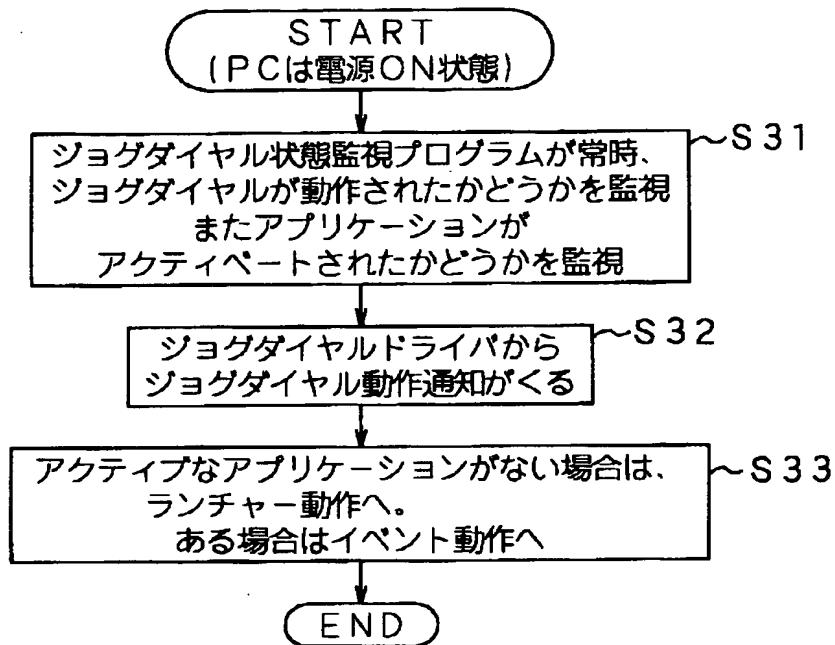 START
(PCは電源ON状態)
ジョグダイヤル状態監視プログラムが常時、
ジョグダイヤルが動作されたかどうかを監視
またアプリケーションが
アクティベートされたかどうかを監視
S31
ジョグダイヤルドライバから
ジョグダイヤル動作通知がくる
S32
アクティブなアプリケーションがない場合は、
ランチャー動作へ。
ある場合はイベント動作へ
S33
END